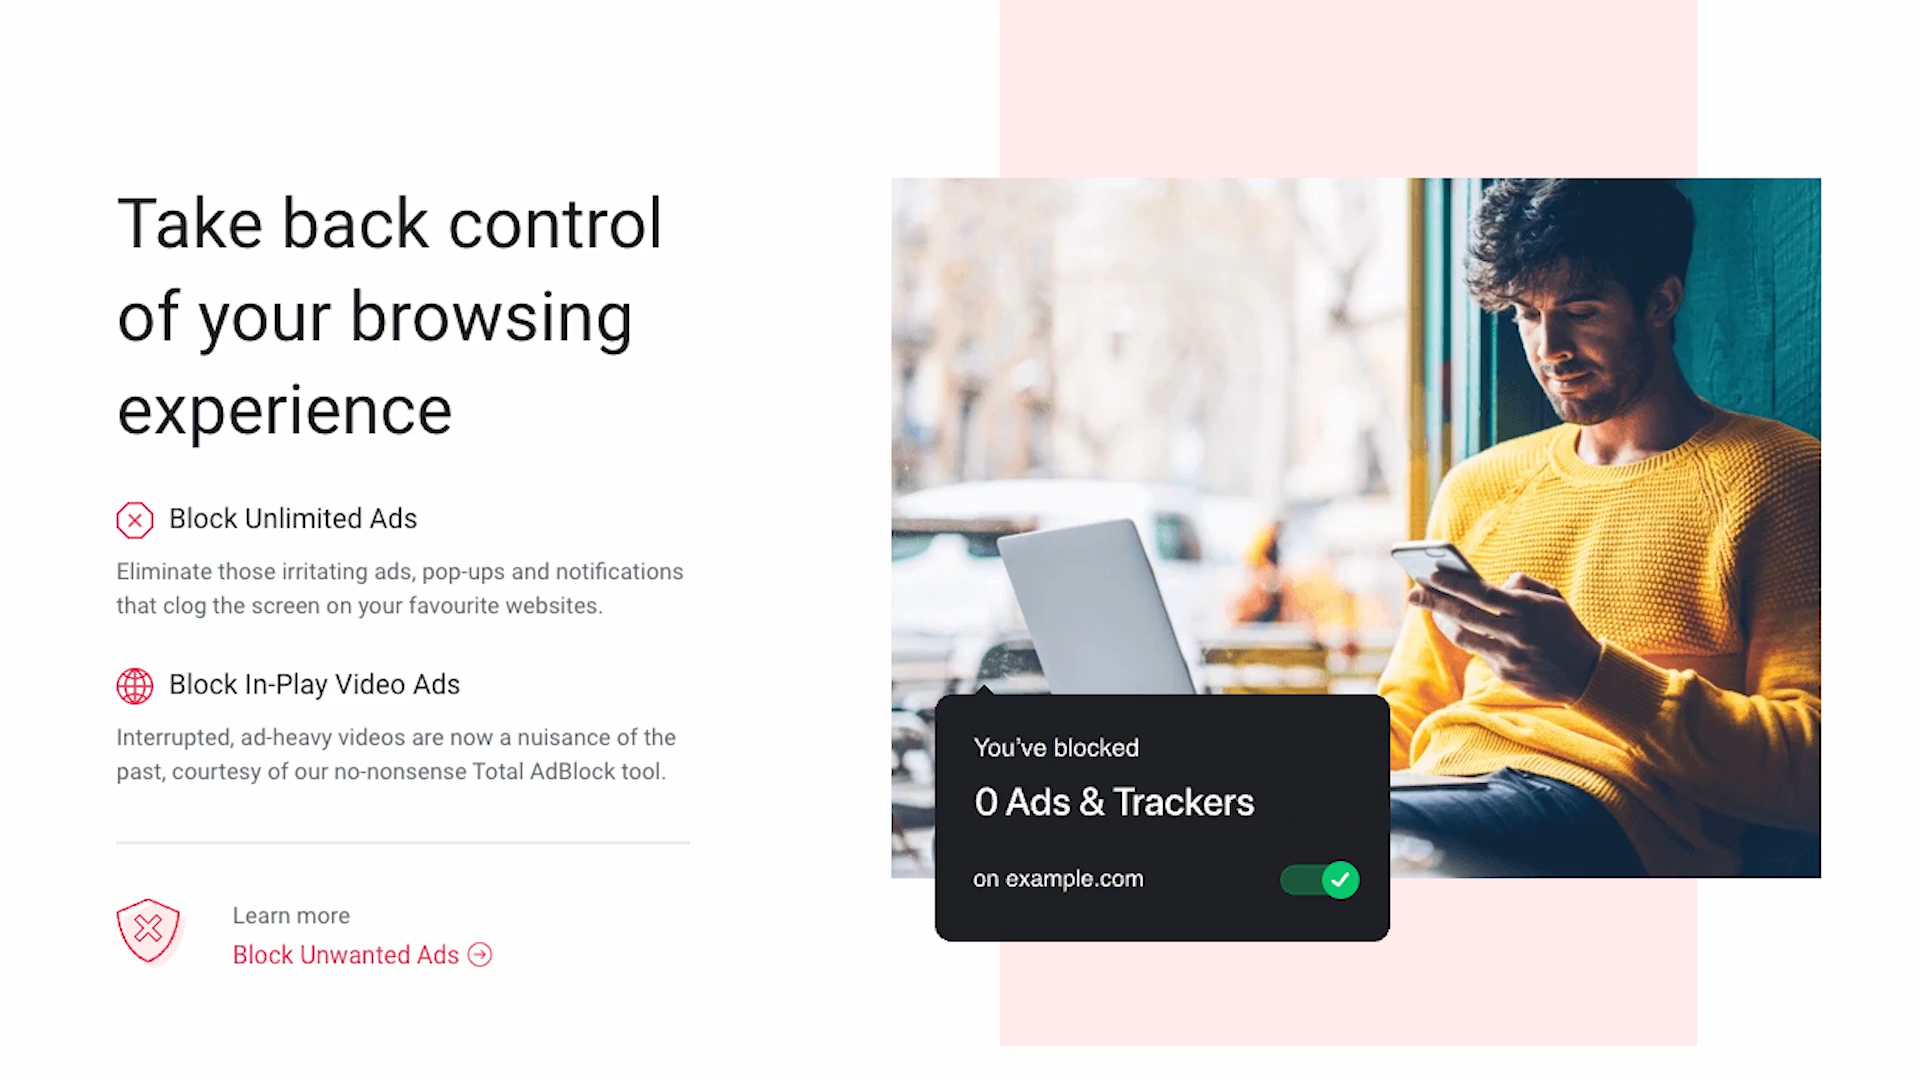 Take back control
of your browsing
experience
Block Unlimited Ads
Eliminate those irritating ads, pop-ups and notifications
that clog the screen on your favourite websites.
Block In-Play Video Ads
Interrupted, ad-heavy videos are now a nuisance of the
past, courtesy of our no-nonsense Total AdBlock tool.
Learn more
Block Unwanted Ads
You've blocked
0 Ads & Trackers
on example.com